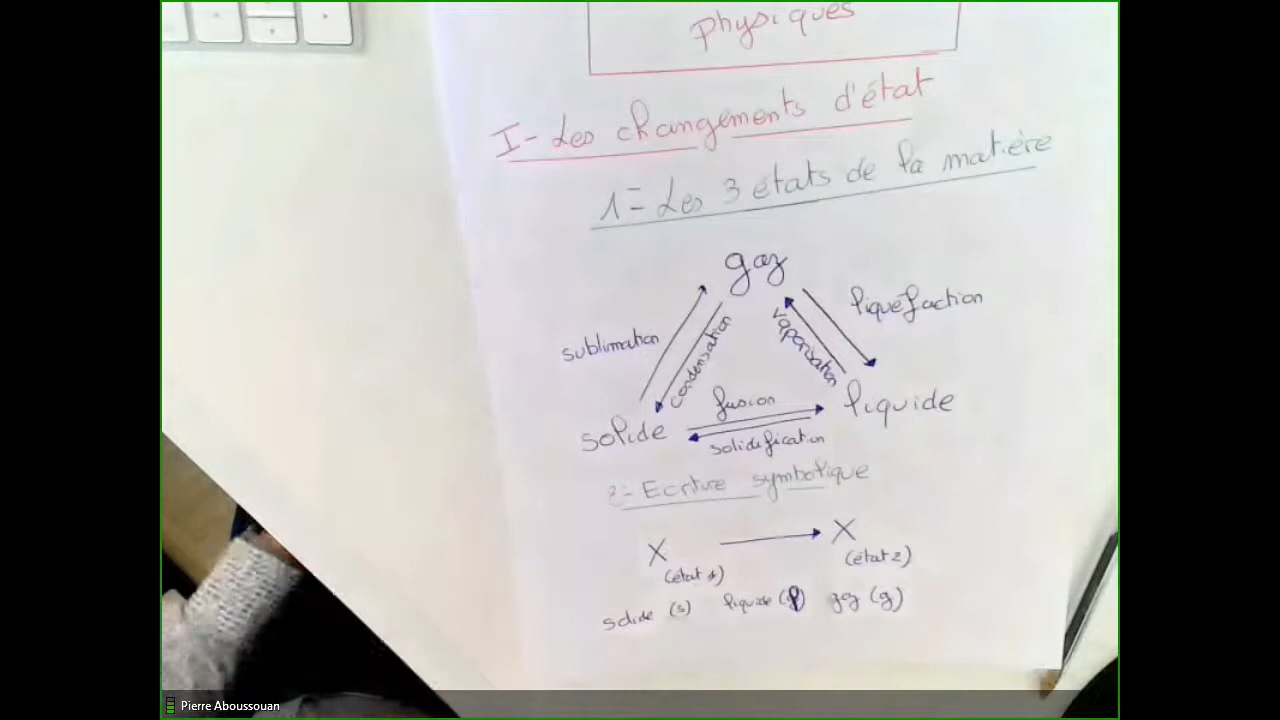 physiques
I- Les changements d'état
1= Les 3 états de la matière
gaz
liquéfaction
sublimation
condensation
vaporisation
fusion
solide
liquide
solidification
2= Ecriture symbolique
X (état 1) → X (état 2)
solide (s) liquide (l) gaz (g)
Pierre Aboussouan